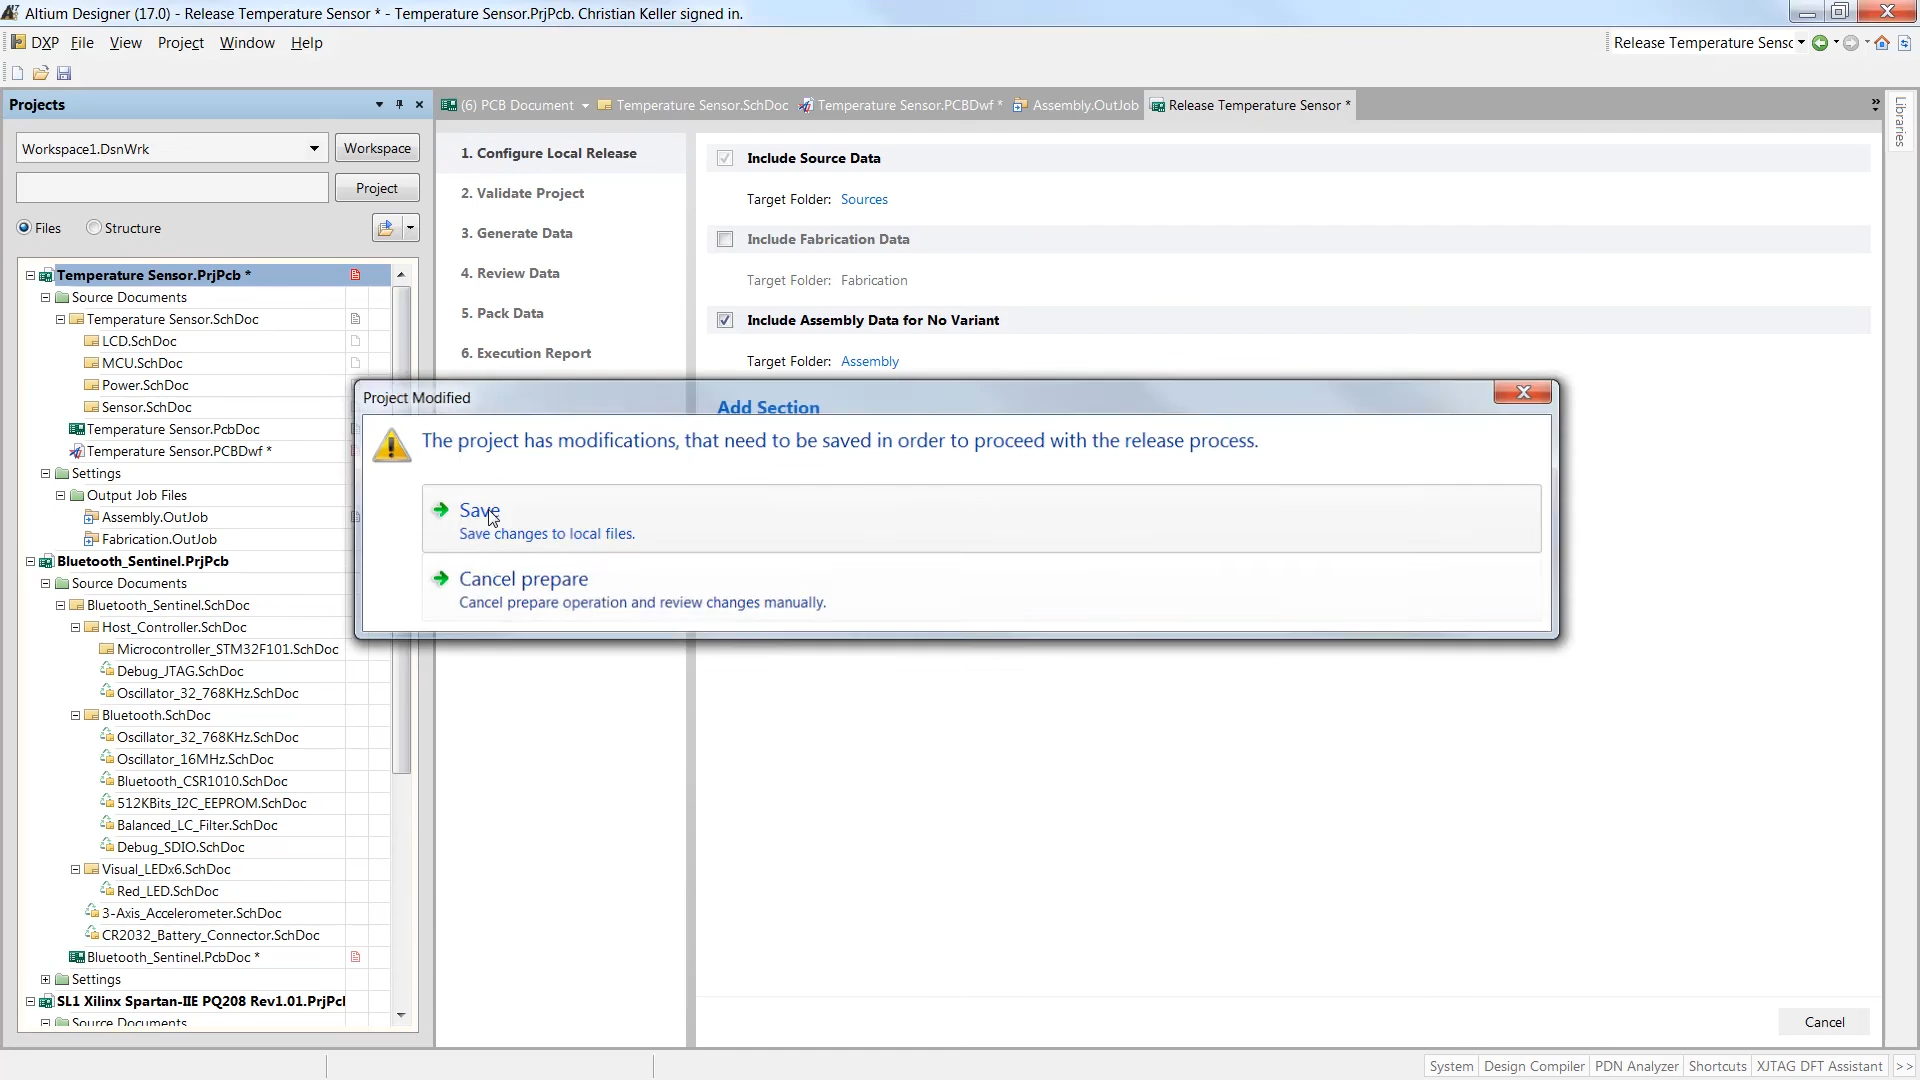 Altium Designer (17.0) - Release Temperature Sensor * - Temperature Sensor.PrjPcb. Christian Keller signed in.
DXP File View Project Window Help
Release Temperature Senso
Projects
(6) PCB Document
Temperature Sensor.SchDoc
Temperature Sensor.PCBDwf *
Assembly.OutJob
Release Temperature Sensor *
Libraries
Workspace1.DsnWrk
Workspace
Project
Files
Structure
Temperature Sensor.PrjPcb *
Source Documents
Temperature Sensor.SchDoc
LCD.SchDoc
MCU.SchDoc
Power.SchDoc
Sensor.SchDoc
Temperature Sensor.PcbDoc
Temperature Sensor.PCBDwf *
Settings
Output Job Files
Assembly.OutJob
Fabrication.OutJob
Bluetooth_Sentinel.PrjPcb
Source Documents
Bluetooth_Sentinel.SchDoc
Host_Controller.SchDoc
Microcontroller_STM32F101.SchDoc
Debug_JTAG.SchDoc
Oscillator_32_768KHz.SchDoc
Bluetooth.SchDoc
Oscillator_32_768KHz.SchDoc
Oscillator_16MHz.SchDoc
Bluetooth_CSR1010.SchDoc
512KBits_I2C_EEPROM.SchDoc
Balanced_LC_Filter.SchDoc
Debug_SDIO.SchDoc
Visual_LEDx6.SchDoc
Red_LED.SchDoc
3-Axis_Accelerometer.SchDoc
CR2032_Battery_Connector.SchDoc
Bluetooth_Sentinel.PcbDoc *
Settings
SL1 Xilinx Spartan-IIE PQ208 Rev1.01.PrjPcl
Source Documents
1. Configure Local Release
2. Validate Project
3. Generate Data
4. Review Data
5. Pack Data
6. Execution Report
Include Source Data
Target Folder: Sources
Include Fabrication Data
Target Folder: Fabrication
Include Assembly Data for No Variant
Target Folder: Assembly
Add Section
Project Modified
The project has modifications, that need to be saved in order to proceed with the release process.
Save
Save changes to local files.
Cancel prepare
Cancel prepare operation and review changes manually.
Cancel
System
Design Compiler
PDN Analyzer
Shortcuts
XJTAG DFT Assistant
>>